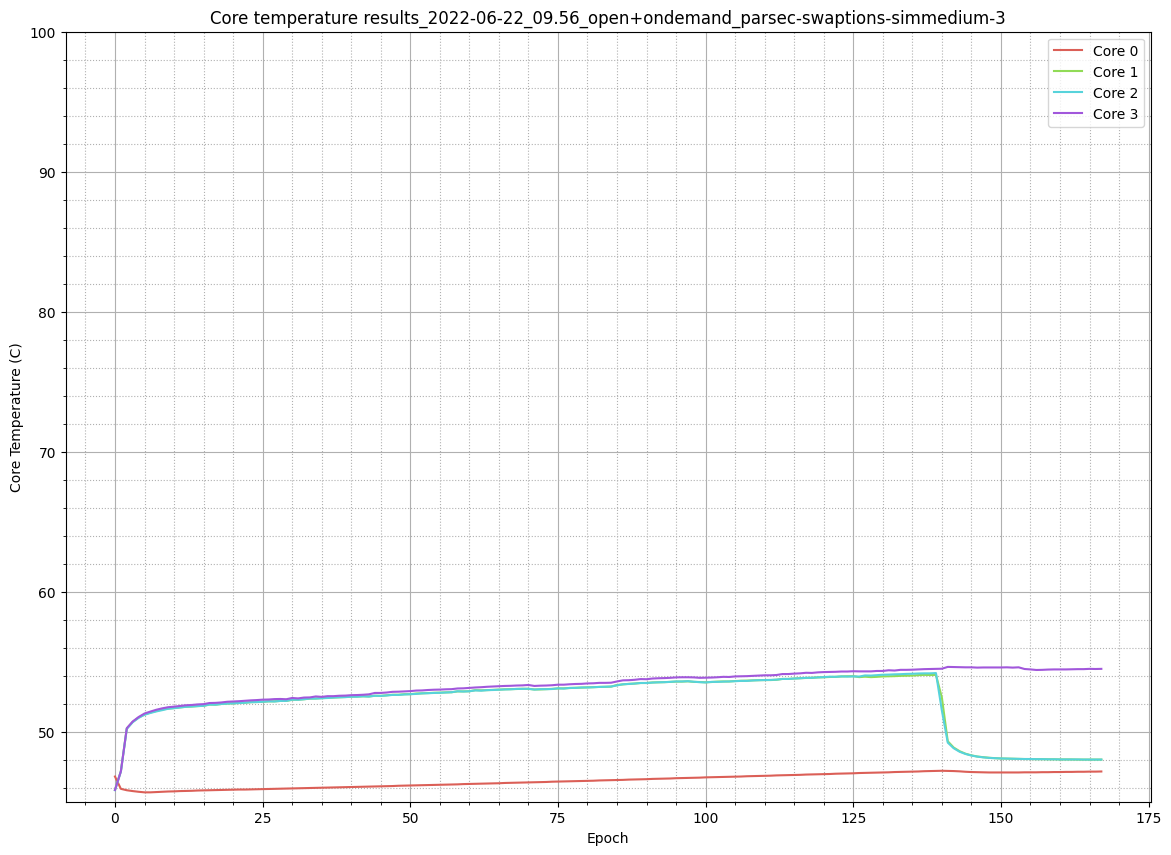 Core temperature results_2022-06-22_09.56_open+ondemand_parsec-swaptions-simmedium-3
Core 0
Core 1
Core 2
Core 3
Core Temperature (C)
100
90
80
70
60
50
0 25 50 75 100 125 150 175
Epoch